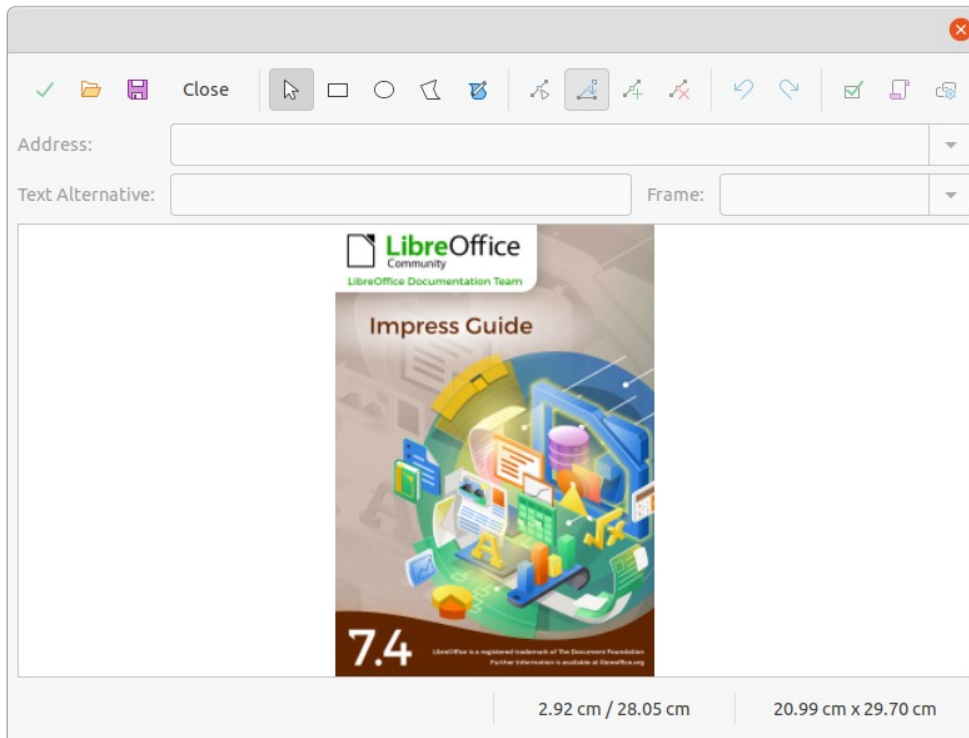 Close
Address:
Text Alternative:
Frame:
LibreOffice
Community
LibreOffice Documentation Team
Impress Guide
7.4
LibreOffice is a registered trademark of The Document Foundation
Further information is available at libreoffice.org
2.92 cm / 28.05 cm
20.99 cm x 29.70 cm